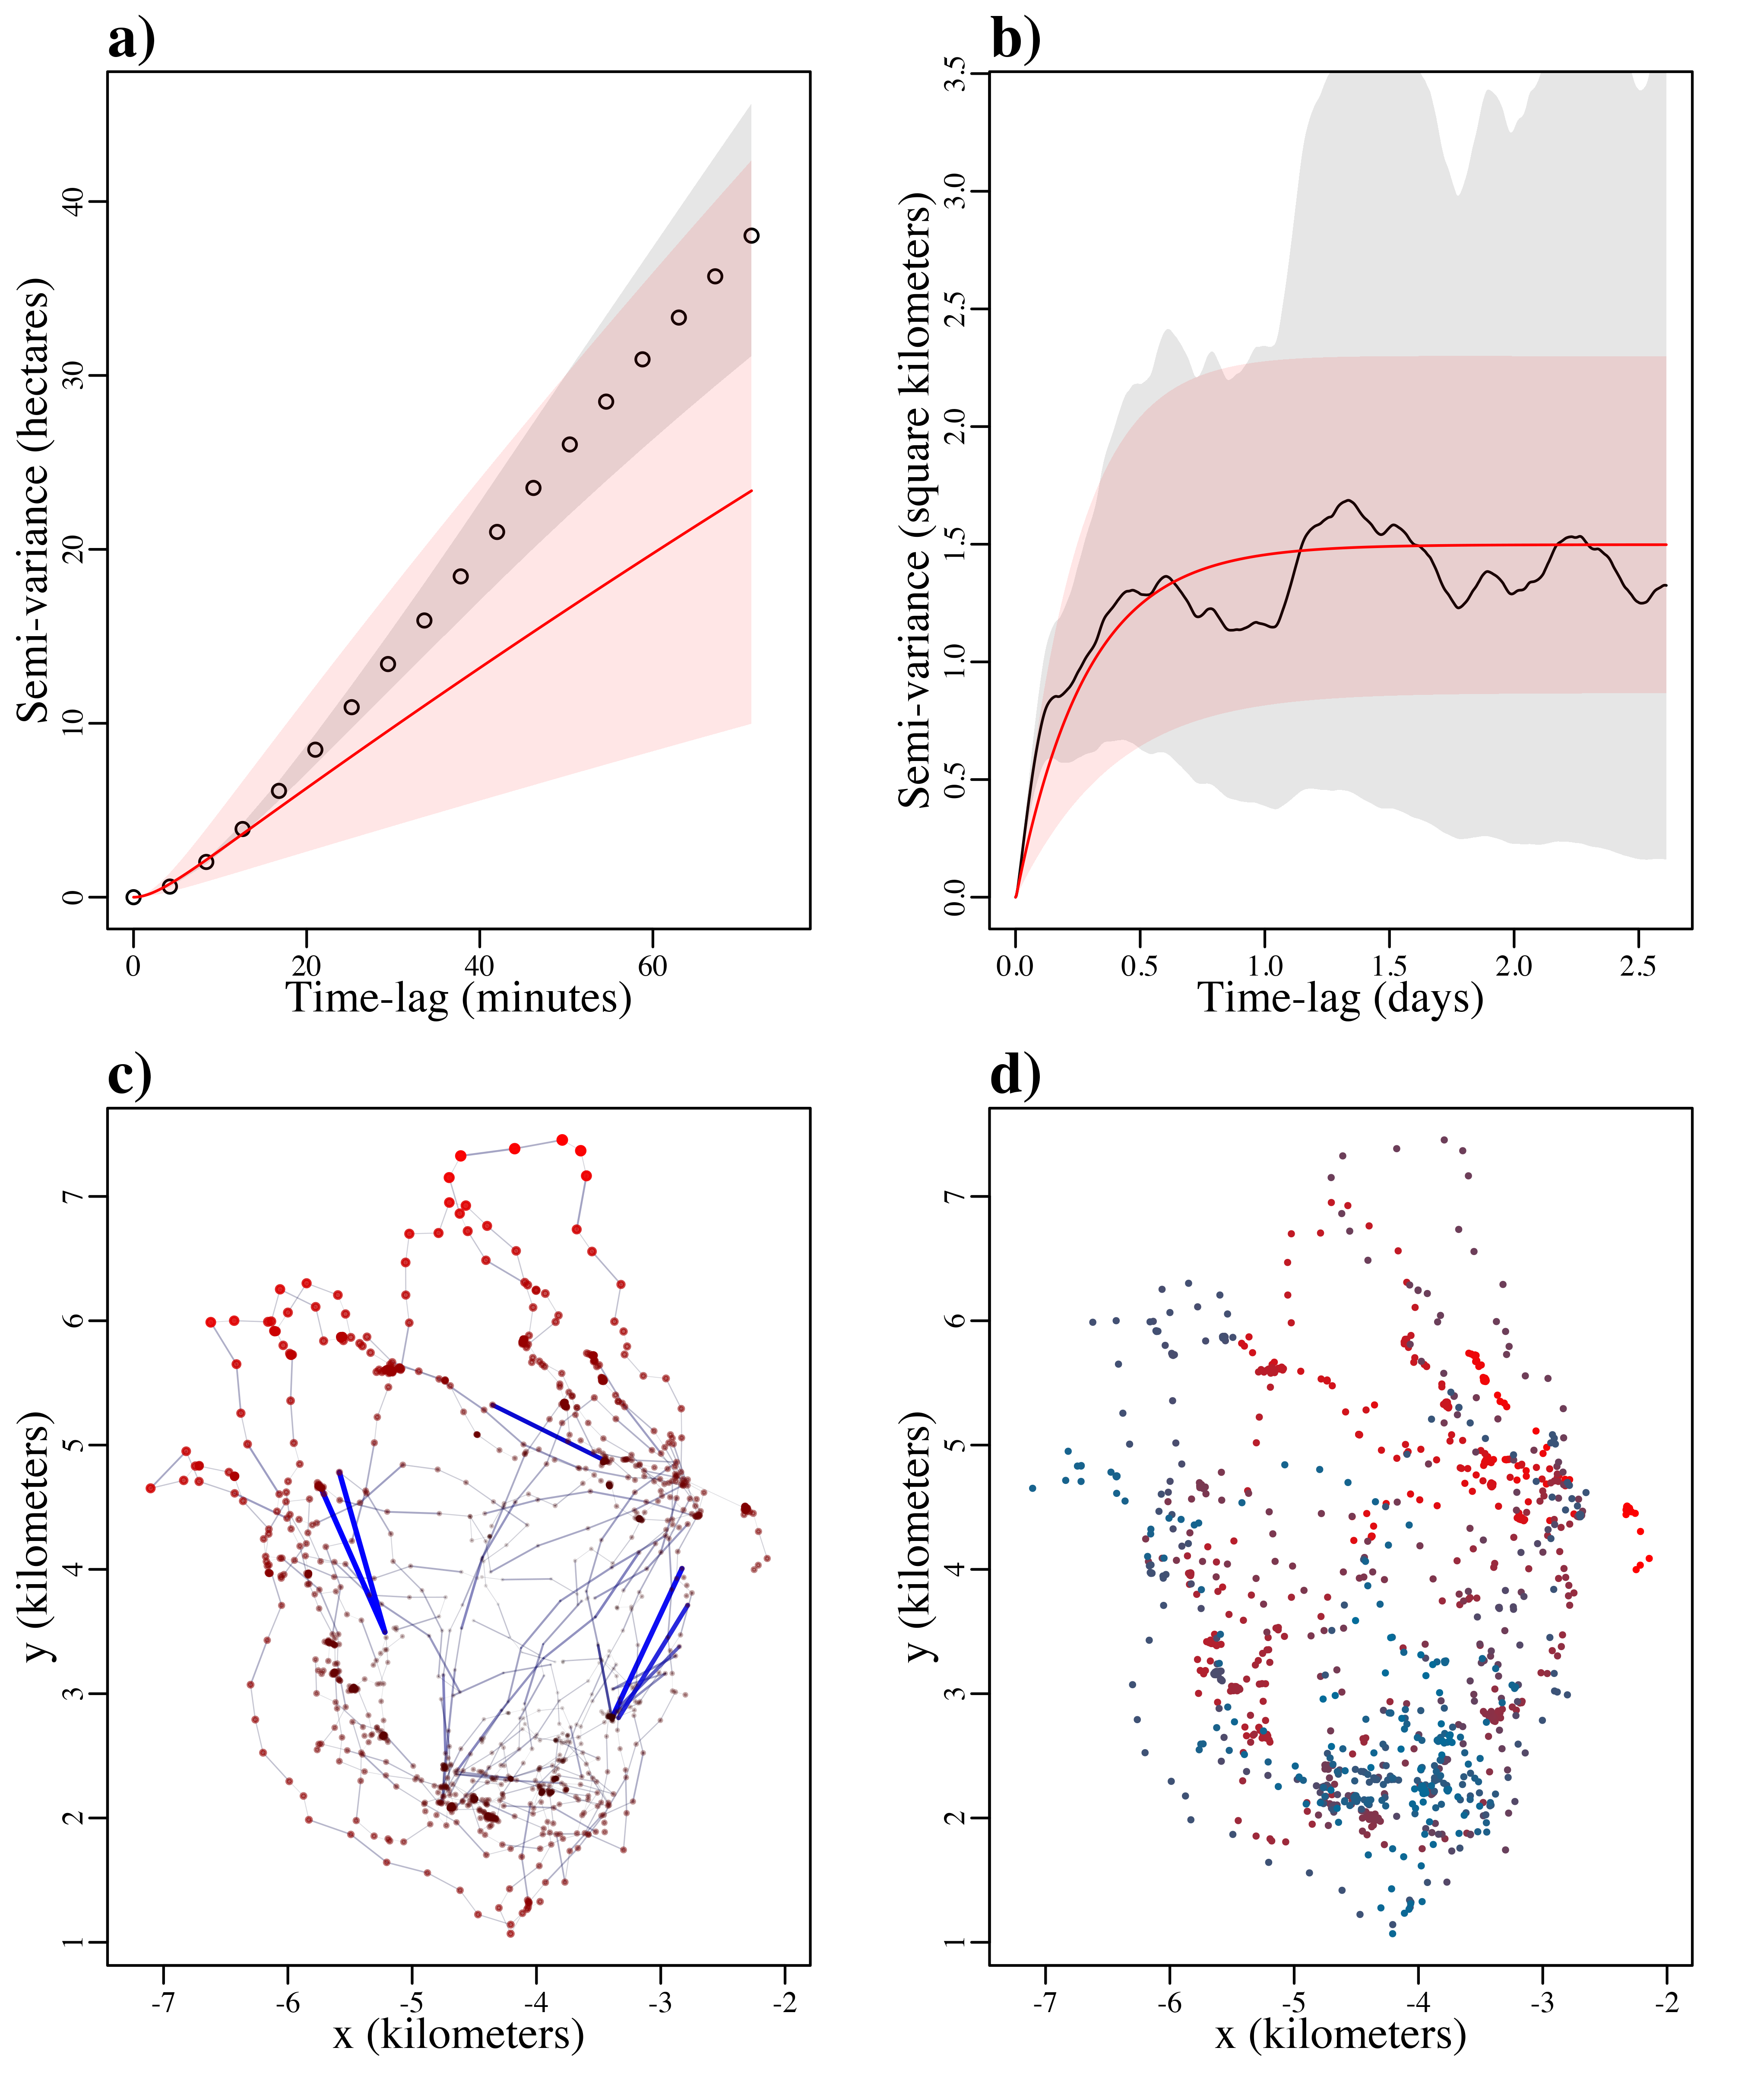 a)
Semi-variance (hectares)
0
10
20
30
40
0 20 40 60
Time-lag (minutes)
b)
Semi-variance (square kilometers)
0.0
0.5
1.0
1.5
2.0
2.5
3.0
3.5
0.0 0.5 1.0 1.5 2.0 2.5
Time-lag (days)
c)
y (kilometers)
1
2
3
4
5
6
7
-7 -6 -5 -4 -3 -2
x (kilometers)
d)
y (kilometers)
1
2
3
4
5
6
7
-7 -6 -5 -4 -3 -2
x (kilometers)